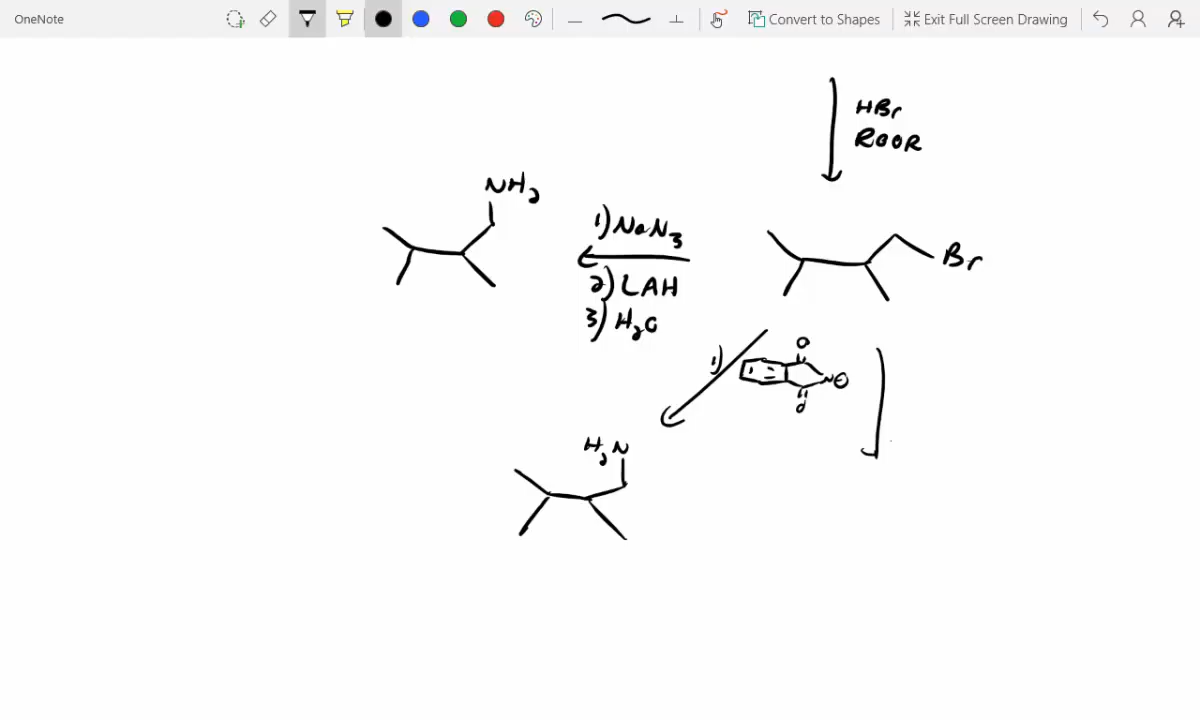 OneNote
Convert to Shapes
Exit Full Screen Drawing
HBr
ROOR
NH₂
1) NaN₃
2) LAH
3) H₂O
Br
1)
O
N⊖
O
H₂N